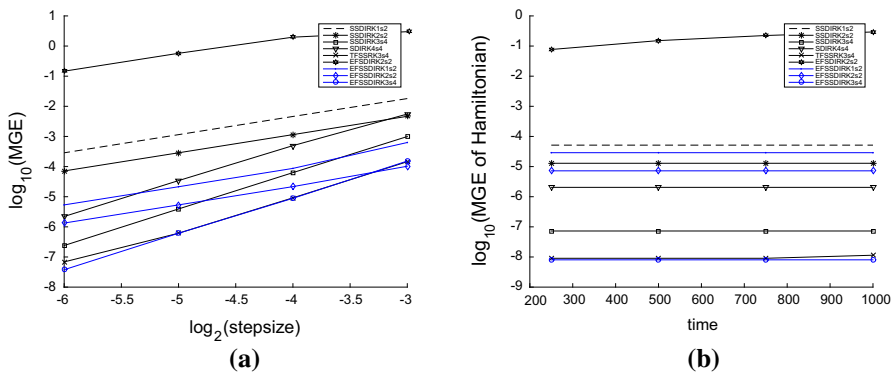 1
0
-1
-2
-3
-4
-5
-6
-7
-8
log10(MGE)
-6 -5.5 -5 -4.5 -4 -3.5 -3
log2(stepsize)
SSDIRK1s2
SSDIRK2s2
SSDIRK3s4
SDIRK4s4
TFSSRK3s4
EFSDIRK2s2
EFSSDIRK1s2
EFSSDIRK2s2
EFSSDIRK3s4
(a)
0
-1
-2
-3
-4
-5
-6
-7
-8
-9
log10(MGE of Hamiltonian)
200 300 400 500 600 700 800 900 1000
time
SSDIRK1s2
SSDIRK2s2
SSDIRK3s4
SDIRK4s4
TFSSRK3s4
EFSDIRK2s2
EFSSDIRK1s2
EFSSDIRK2s2
EFSSDIRK3s4
(b)